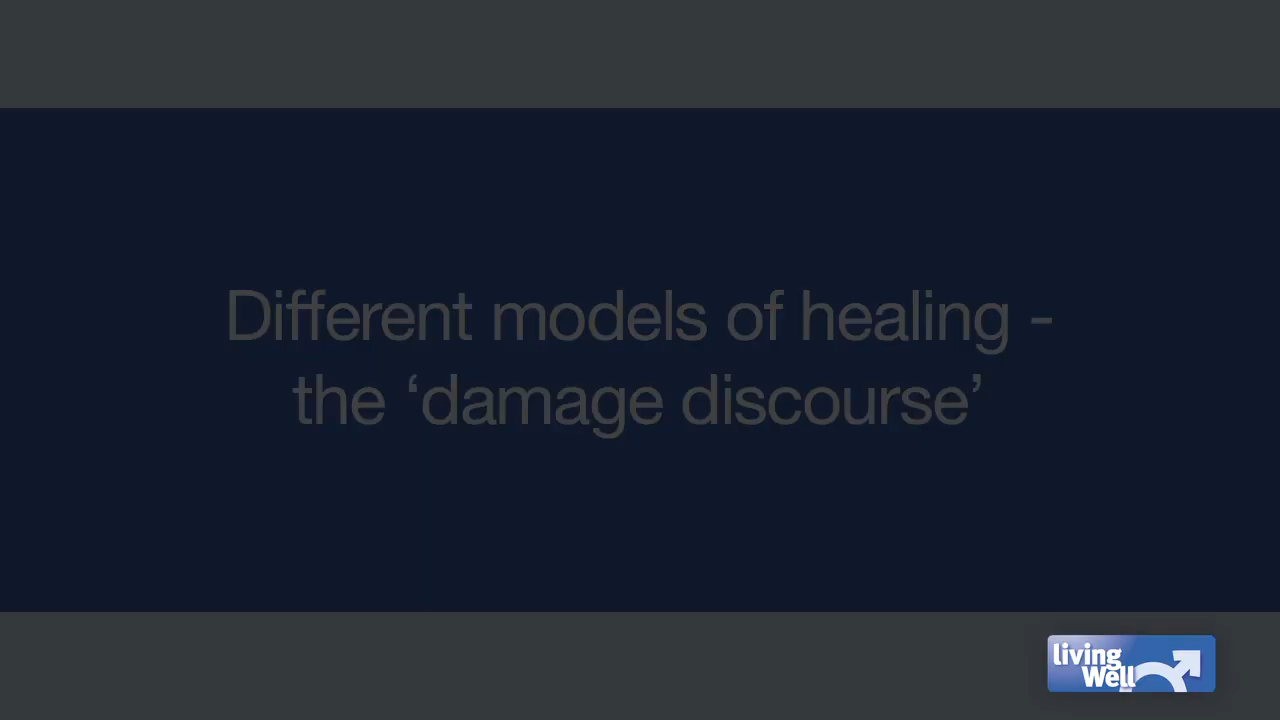 Different models of healing -
the ‘damage discourse’
living
Well